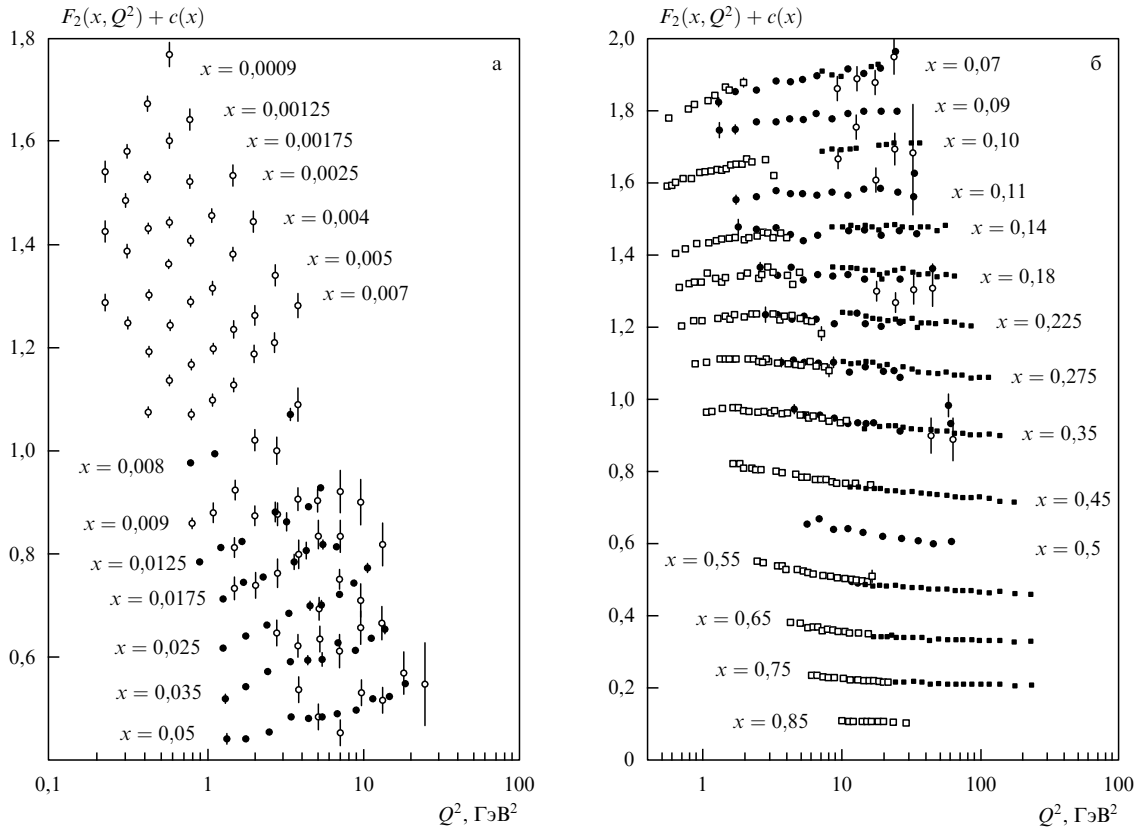 F₂(x, Q²) + c(x)
1,8
1,6
1,4
1,2
1,0
0,8
0,6
0,1
1
10
100
Q², ГэВ²
а
x = 0,0009
x = 0,00125
x = 0,00175
x = 0,0025
x = 0,004
x = 0,005
x = 0,007
x = 0,008
x = 0,009
x = 0,0125
x = 0,0175
x = 0,025
x = 0,035
x = 0,05
F₂(x, Q²) + c(x)
2,0
1,8
1,6
1,4
1,2
1,0
0,8
0,6
0,4
0,2
0
1
10
100
Q², ГэВ²
б
x = 0,07
x = 0,09
x = 0,10
x = 0,11
x = 0,14
x = 0,18
x = 0,225
x = 0,275
x = 0,35
x = 0,45
x = 0,5
x = 0,55
x = 0,65
x = 0,75
x = 0,85